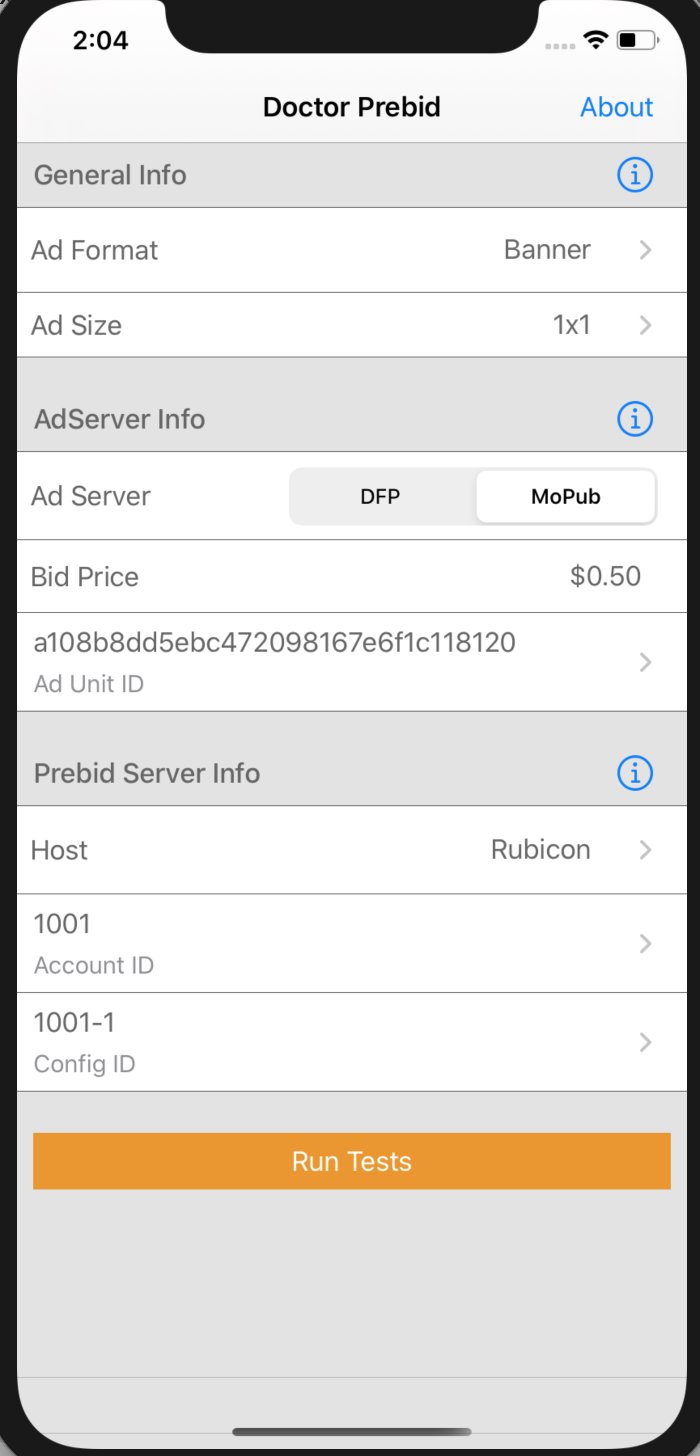 2:04
Doctor Prebid
About
General Info
Ad Format
Banner
Ad Size
1x1
AdServer Info
Ad Server
DFP
MoPub
Bid Price
$0.50
a108b8dd5ebc472098167e6f1c118120
Ad Unit ID
Prebid Server Info
Host
Rubicon
1001
Account ID
1001-1
Config ID
Run Tests